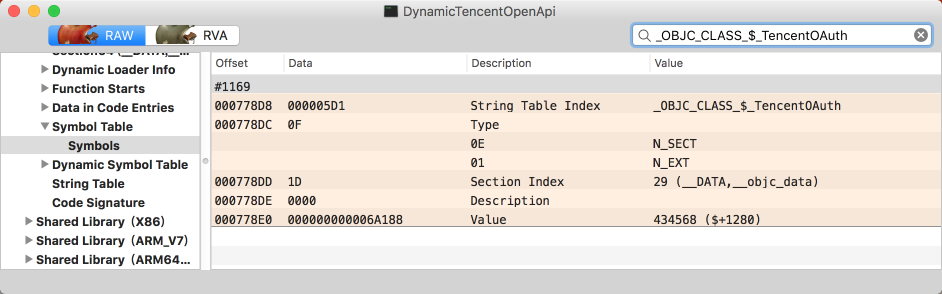 DynamicTencentOpenApi
RAW RVA _OBJC_CLASS_$_TencentOAuth
Dynamic Loader Info
Function Starts
Data in Code Entries
Symbol Table
Symbols
Dynamic Symbol Table
String Table
Code Signature
Shared Library (X86)
Shared Library (ARM_V7)
Shared Library (ARM64...
Offset Data Description Value
#1169
000778D8 000005D1 String Table Index _OBJC_CLASS_$_TencentOAuth
000778DC 0F Type
0E N_SECT
01 N_EXT
000778DD 1D Section Index 29 (__DATA,__objc_data)
000778DE 0000 Description
000778E0 000000000006A188 Value 434568 ($+1280)